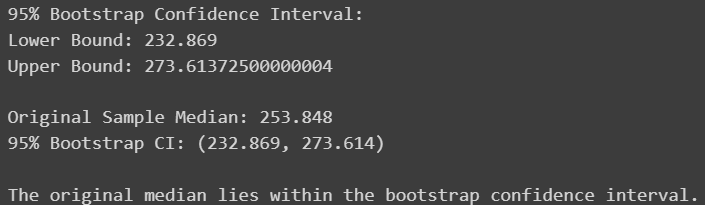 95% Bootstrap Confidence Interval:
Lower Bound: 232.869
Upper Bound: 273.61372500000004
Original Sample Median: 253.848
95% Bootstrap CI: (232.869, 273.614)
The original median lies within the bootstrap confidence interval.